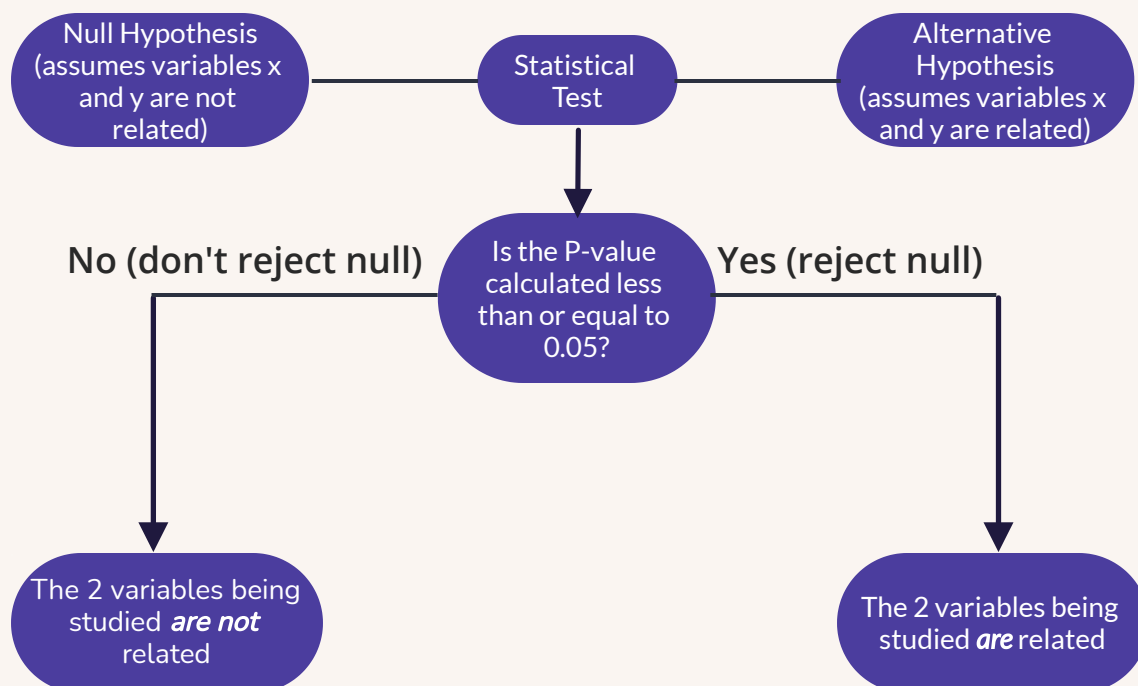 Null Hypothesis
(assumes variables x
and y are not
related)
Statistical
Test
Alternative
Hypothesis
(assumes variables x
and y are related)
No (don't reject null)
Is the P-value
calculated less
than or equal to
0.05?
Yes (reject null)
The 2 variables being
studied are not
related
The 2 variables being
studied are related